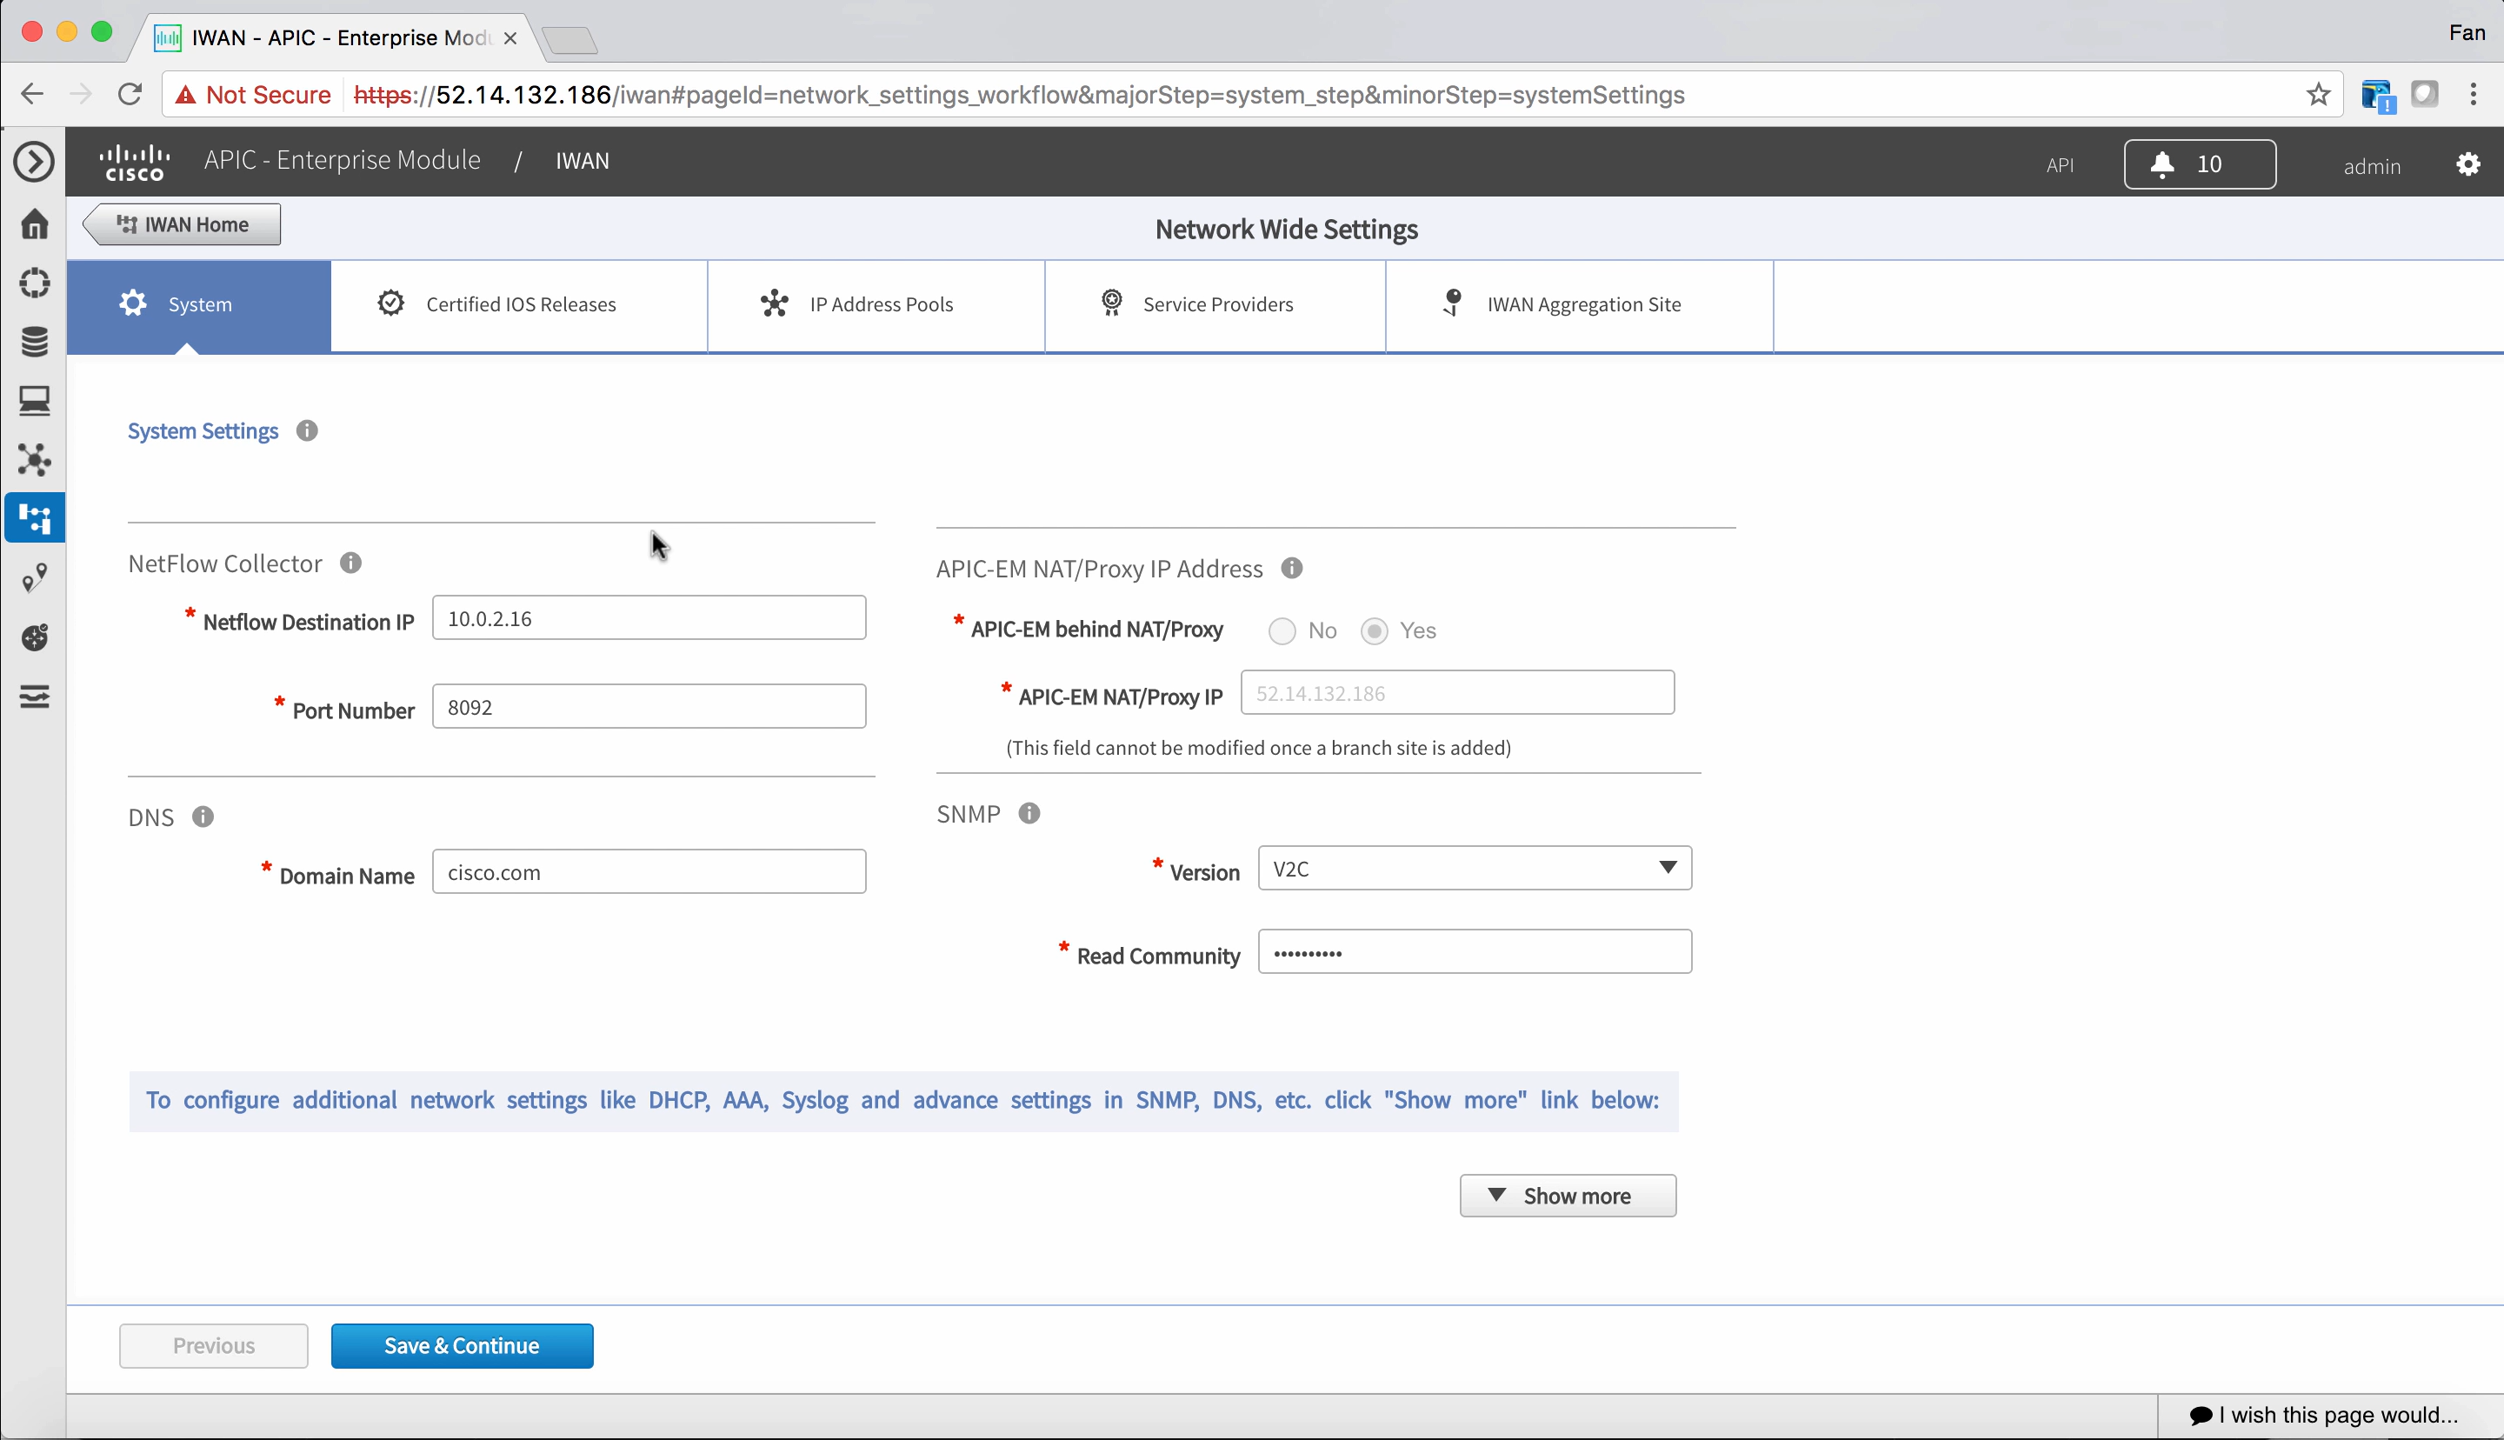 IWAN - APIC - Enterprise Modu
Fan
Not Secure https://52.14.132.186/iwan#pageId=network_settings_workflow&majorStep=system_step&minorStep=systemSettings
cisco APIC - Enterprise Module / IWAN API 10 admin
IWAN Home
Network Wide Settings
System Certified IOS Releases IP Address Pools Service Providers IWAN Aggregation Site
System Settings
NetFlow Collector
* Netflow Destination IP 10.0.2.16
* Port Number 8092
APIC-EM NAT/Proxy IP Address
* APIC-EM behind NAT/Proxy No Yes
* APIC-EM NAT/Proxy IP 52.14.132.186
(This field cannot be modified once a branch site is added)
DNS
* Domain Name cisco.com
SNMP
* Version V2C
* Read Community ••••••••••
To configure additional network settings like DHCP, AAA, Syslog and advance settings in SNMP, DNS, etc. click "Show more" link below:
Show more
Previous Save & Continue
I wish this page would...